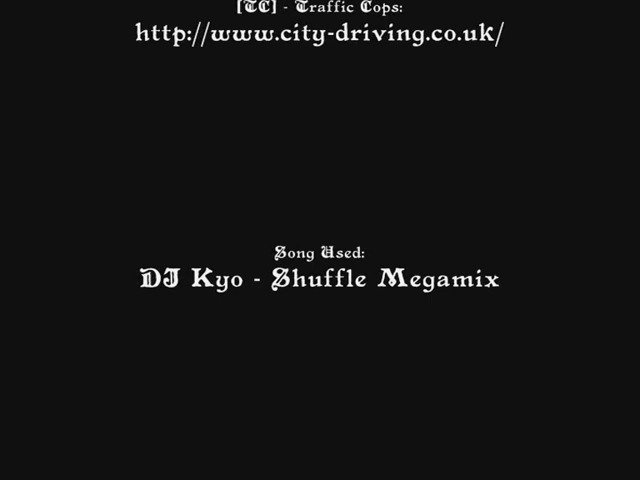 [TC] - Traffic Cops:
http://www.city-driving.co.uk/
Song Used:
DJ Kyo - Shuffle Megamix